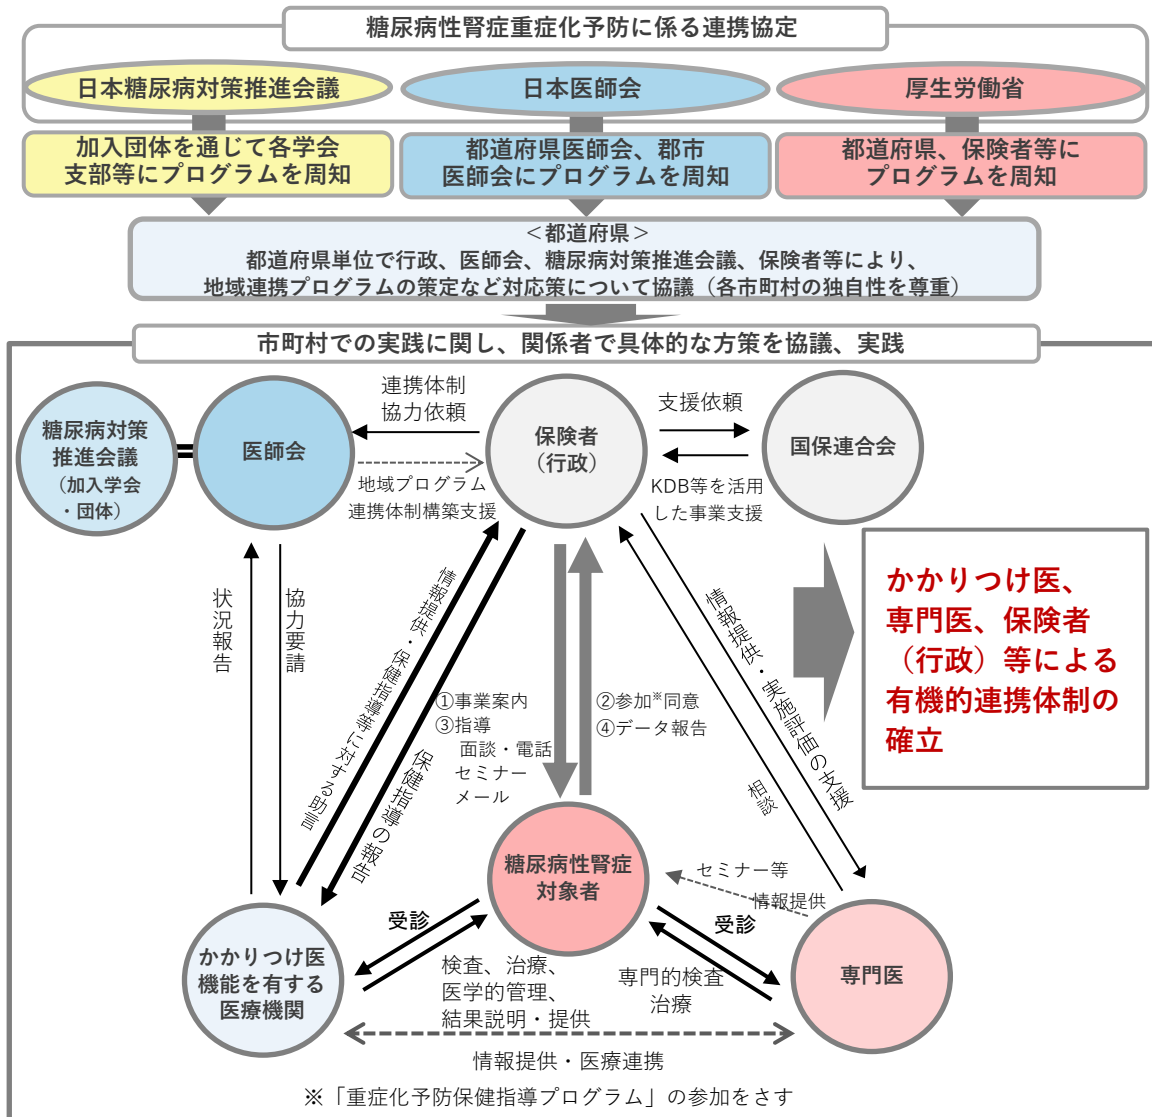 糖尿病性腎症重症化予防に係る連携協定
日本糖尿病対策推進会議
日本医師会
厚生労働省
加入団体を通じて各学会
支部等にプログラムを周知
都道府県医師会、郡市
医師会にプログラムを周知
都道府県、保険者等に
プログラムを周知
＜都道府県＞
都道府県単位で行政、医師会、糖尿病対策推進会議、保険者等により、
地域連携プログラムの策定など対応策について協議（各市町村の独自性を尊重）
市町村での実践に関し、関係者で具体的な方策を協議、実践
糖尿病対策
推進会議
（加入学会
・団体）
医師会
連携体制
協力依頼
地域プログラム
連携体制構築支援
保険者
（行政）
支援依頼
KDB等を活用
した事業支援
国保連合会
状況報告
協力要請
情報提供・保健指導等に対する助言
保健指導の報告
①事業案内
③指導
面談・電話
セミナー
メール
②参加※同意
④データ報告
情報提供・実施評価の支援
相談
かかりつけ医、
専門医、保険者
（行政）等による
有機的連携体制の
確立
糖尿病性腎症
対象者
セミナー等
情報提供
受診
受診
かかりつけ医
機能を有する
医療機関
検査、治療、
医学的管理、
結果説明・提供
専門的検査
治療
専門医
情報提供・医療連携
※「重症化予防保健指導プログラム」の参加をさす